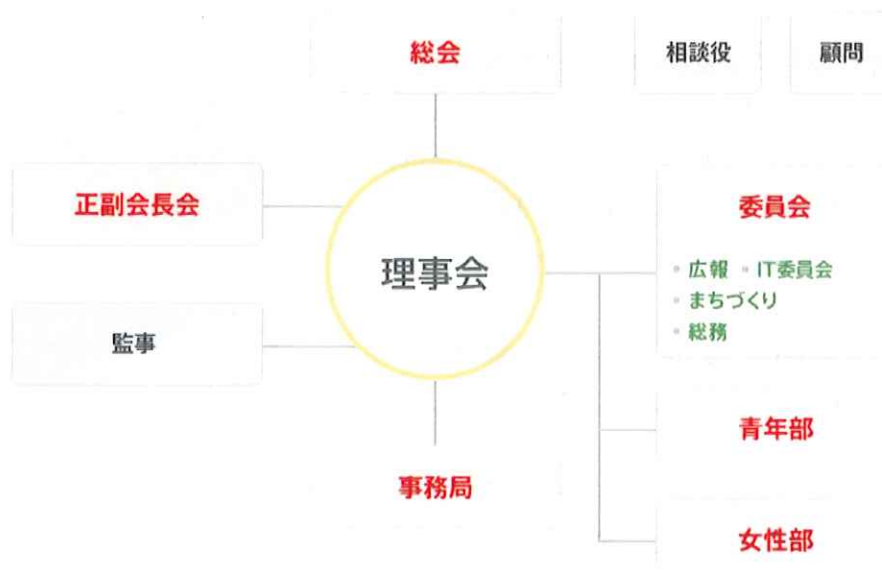 総会
相談役
顧問
正副会長会
委員会
理事会
広報 IT委員会
まちづくり
総務
監事
青年部
事務局
女性部